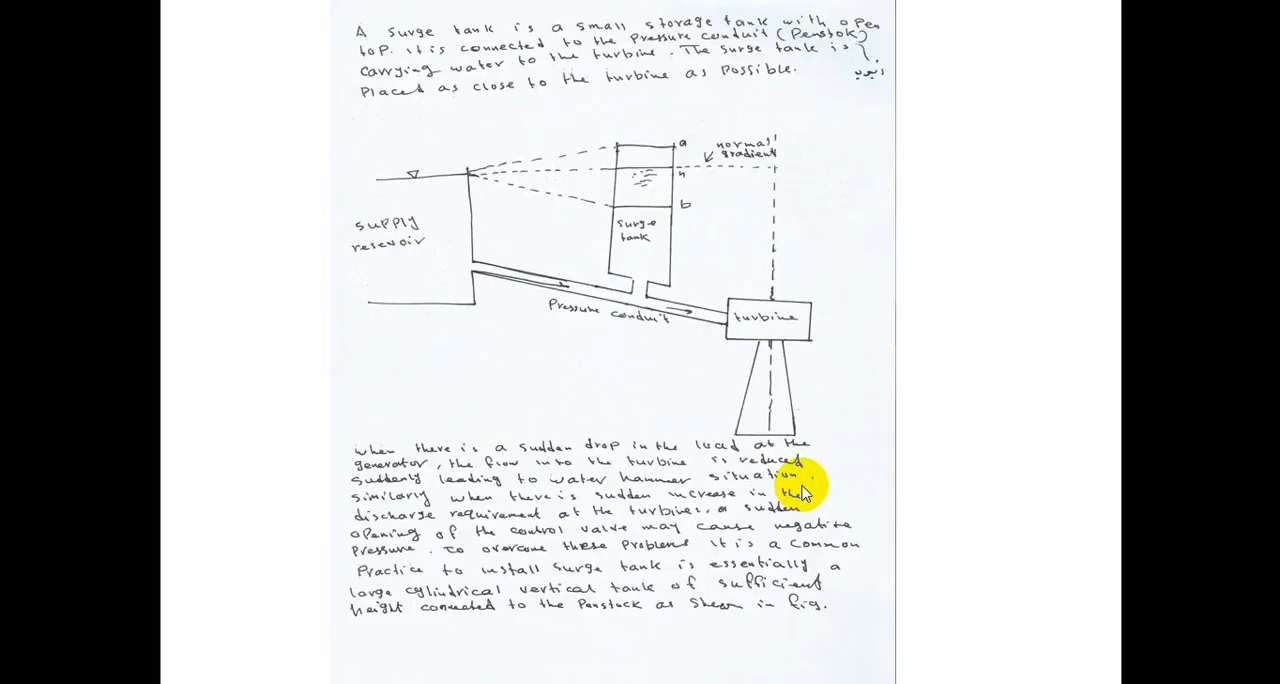 A surge tank is a small storage tank with open
top. it is connected to the Pressure conduit (Penstok)
carrying water to the turbine. The surge tank is
Placed as close to the turbine as possible.
a
normal
gradient
n
b
supply
resevoir
surge
tank
Pressure conduit
turbine
when there is a sudden drop in the load at the
generator, the flow into the turbine is reduced
suddenly leading to water hammer situation.
similarly when there is sudden increase in the
discharge requirement at the turbines, a sudden
opening of the control valve may cause negative
Pressure. To overcome these Problems it is a common
Practice to install surge tank is essentially a
large cylindrical vertical tank of sufficient
height connected to the Penstock as shown in fig.